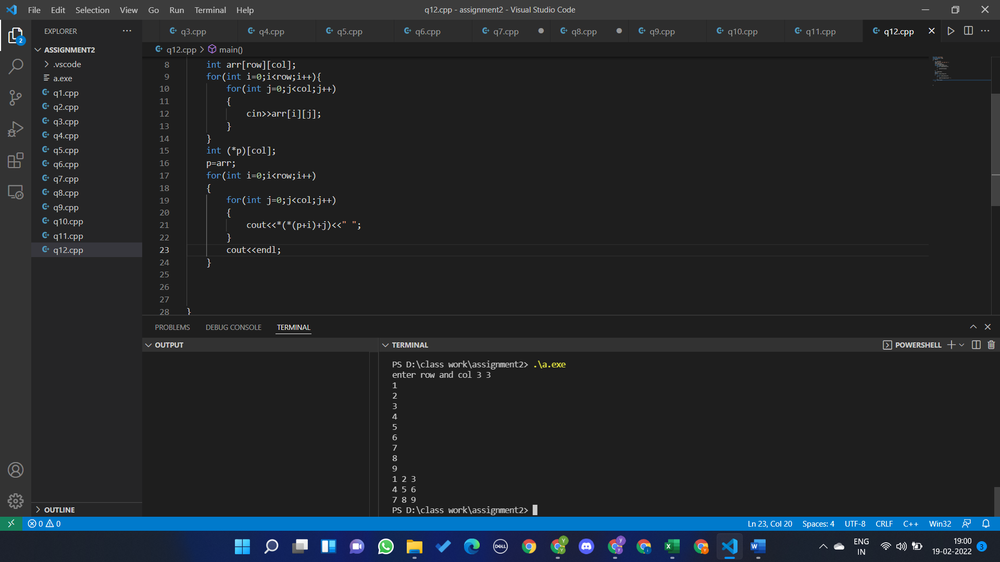 File Edit Selection View Go Run Terminal Help
q12.cpp - assignment2 - Visual Studio Code
EXPLORER
q3.cpp q4.cpp q5.cpp q6.cpp q7.cpp q8.cpp q9.cpp q10.cpp q11.cpp q12.cpp
2
ASSIGNMENT2
.vscode
a.exe
q1.cpp
q2.cpp
q3.cpp
q4.cpp
q5.cpp
q6.cpp
q7.cpp
q8.cpp
q9.cpp
q10.cpp
q11.cpp
q12.cpp
OUTLINE
q12.cpp > main()
8 int arr[row][col];
9 for(int i=0;i<row;i++){
10 for(int j=0;j<col;j++)
11 {
12 cin>>arr[i][j];
13 }
14 }
15 int (*p)[col];
16 p=arr;
17 for(int i=0;i<row;i++)
18 {
19 for(int j=0;j<col;j++)
20 {
21 cout<<*(*(p+i)+j)<<" ";
22 }
23 cout<<endl;
24 }
25
26
27
28 }
PROBLEMS DEBUG CONSOLE TERMINAL
OUTPUT
TERMINAL
POWERSHELL
PS D:\class work\assignment2> .\a.exe
enter row and col 3 3
1
2
3
4
5
6
7
8
9
1 2 3
4 5 6
7 8 9
PS D:\class work\assignment2>
0 0
Ln 23, Col 20 Spaces: 4 UTF-8 CRLF C++ Win32
DELL
Y
Y
y
y
i
Y
W
ENG
IN
19:00
19-02-2022
3